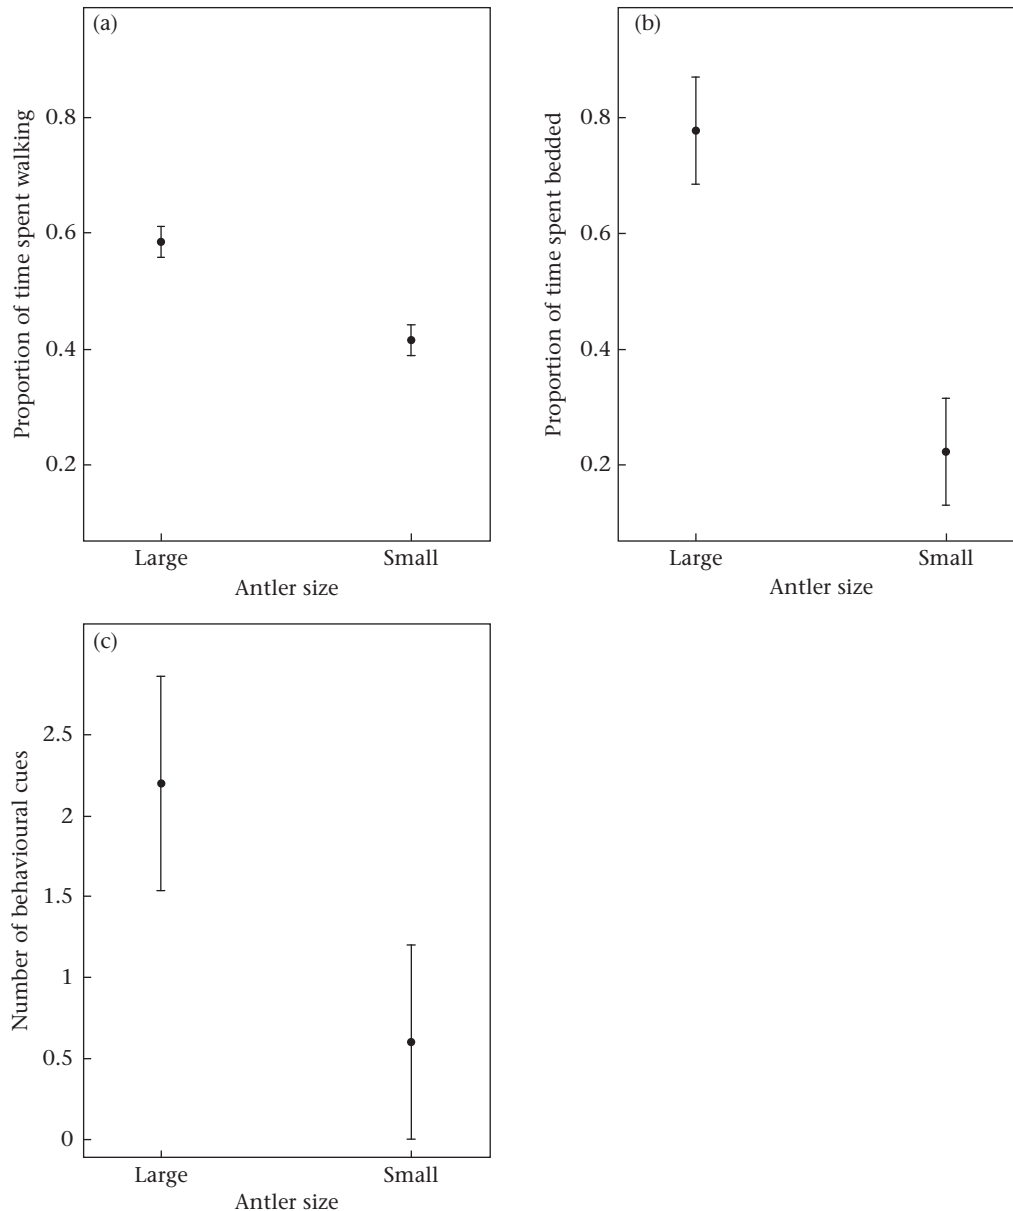 (a)
Proportion of time spent walking
0.8
0.6
0.4
0.2
Large Small
Antler size
(b)
Proportion of time spent bedded
0.8
0.6
0.4
0.2
Large Small
Antler size
(c)
Number of behavioural cues
2.5
2
1.5
1
0.5
0
Large Small
Antler size